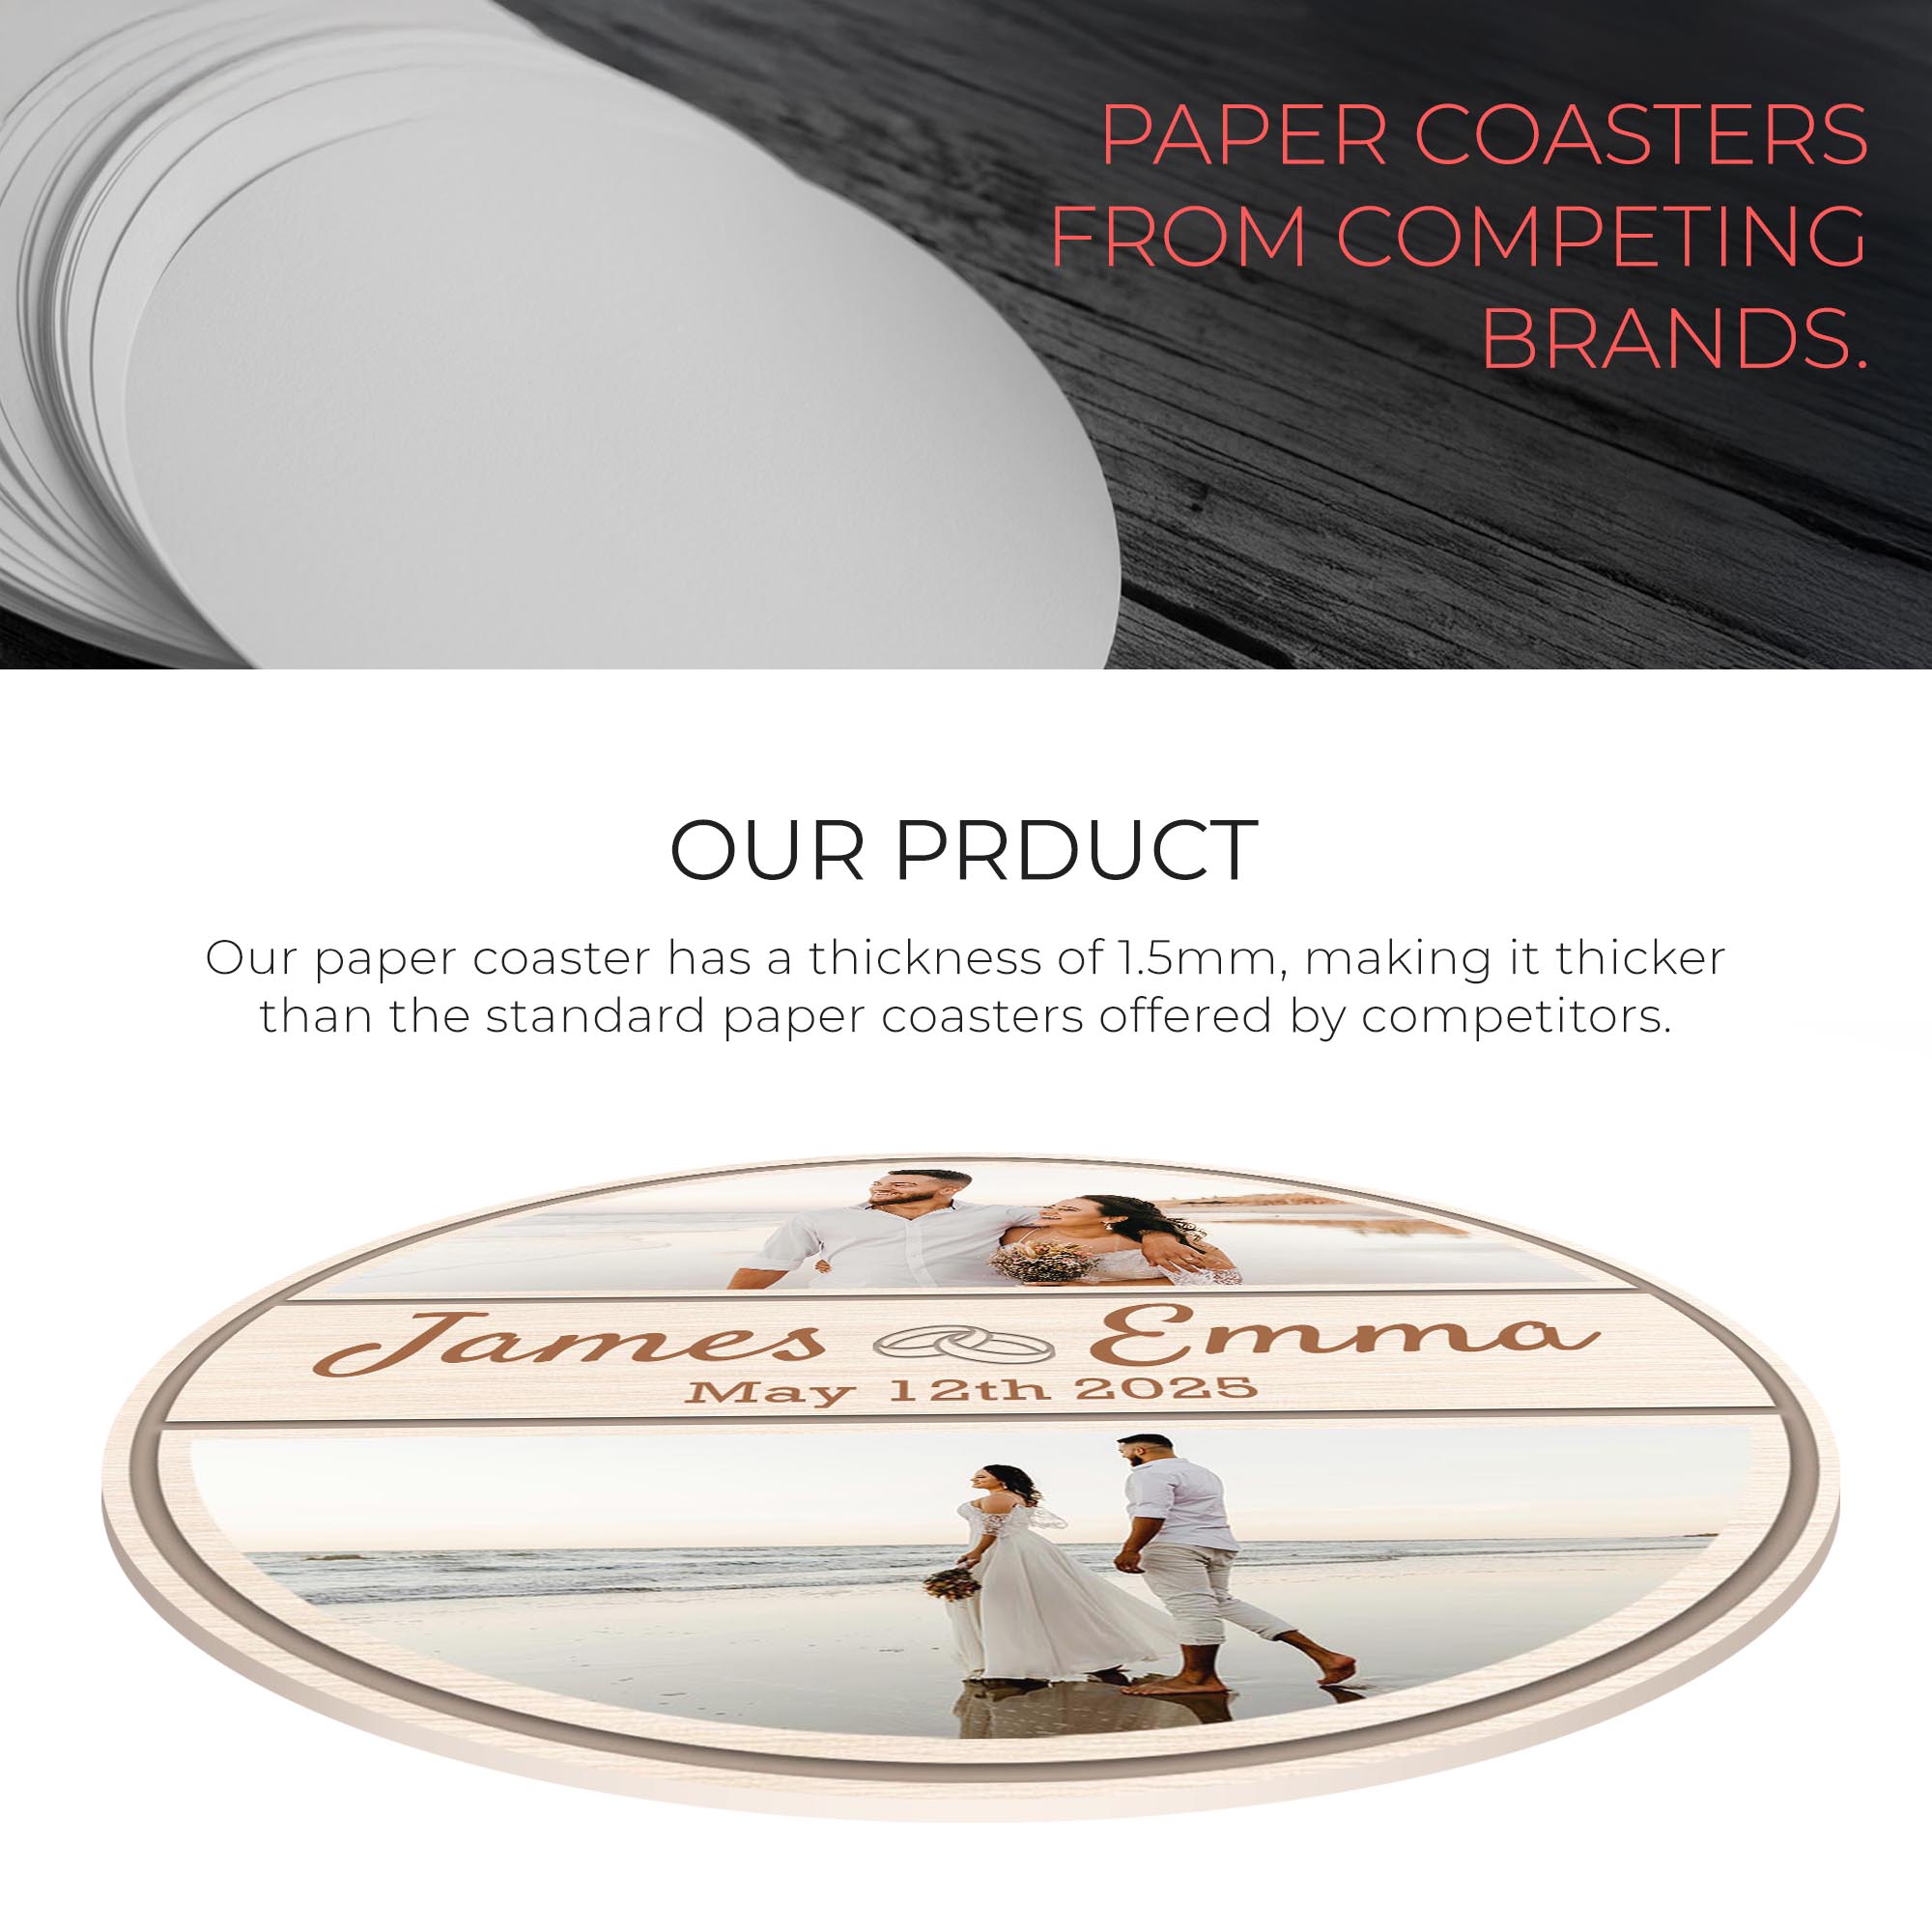 PAPER COASTERS
FROM COMPETING
BRANDS.
OUR PRDUCT
Our paper coaster has a thickness of 1.5mm, making it thicker
than the standard paper coasters offered by competitors.
James Emma
May 12th 2025